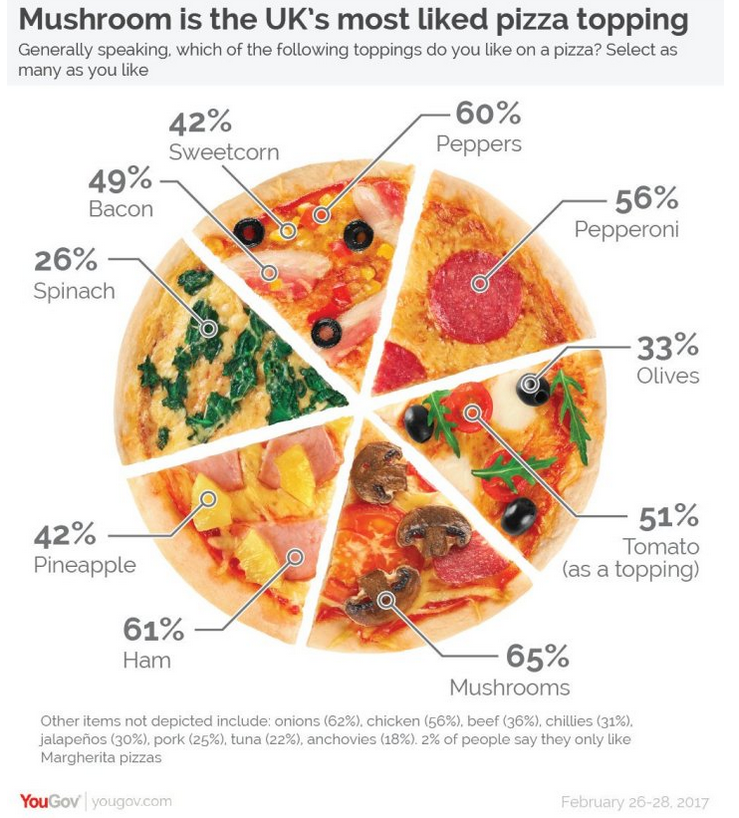 Mushroom is the UK's most liked pizza topping
Generally speaking, which of the following toppings do you like on a pizza? Select as
many as you like
42%
Sweetcorn
60%
Peppers
49%
Bacon
56%
Pepperoni
26%
Spinach
33%
Olives
42%
Pineapple
51%
Tomato
(as a topping)
61%
Ham
65%
Mushrooms
Other items not depicted include: onions (62%), chicken (56%), beef (36%), chillies (31%),
jalapeños (30%), pork (25%), tuna (22%), anchovies (18%). 2% of people say they only like
Margherita pizzas
YouGov | yougov.com
February 26-28, 2017